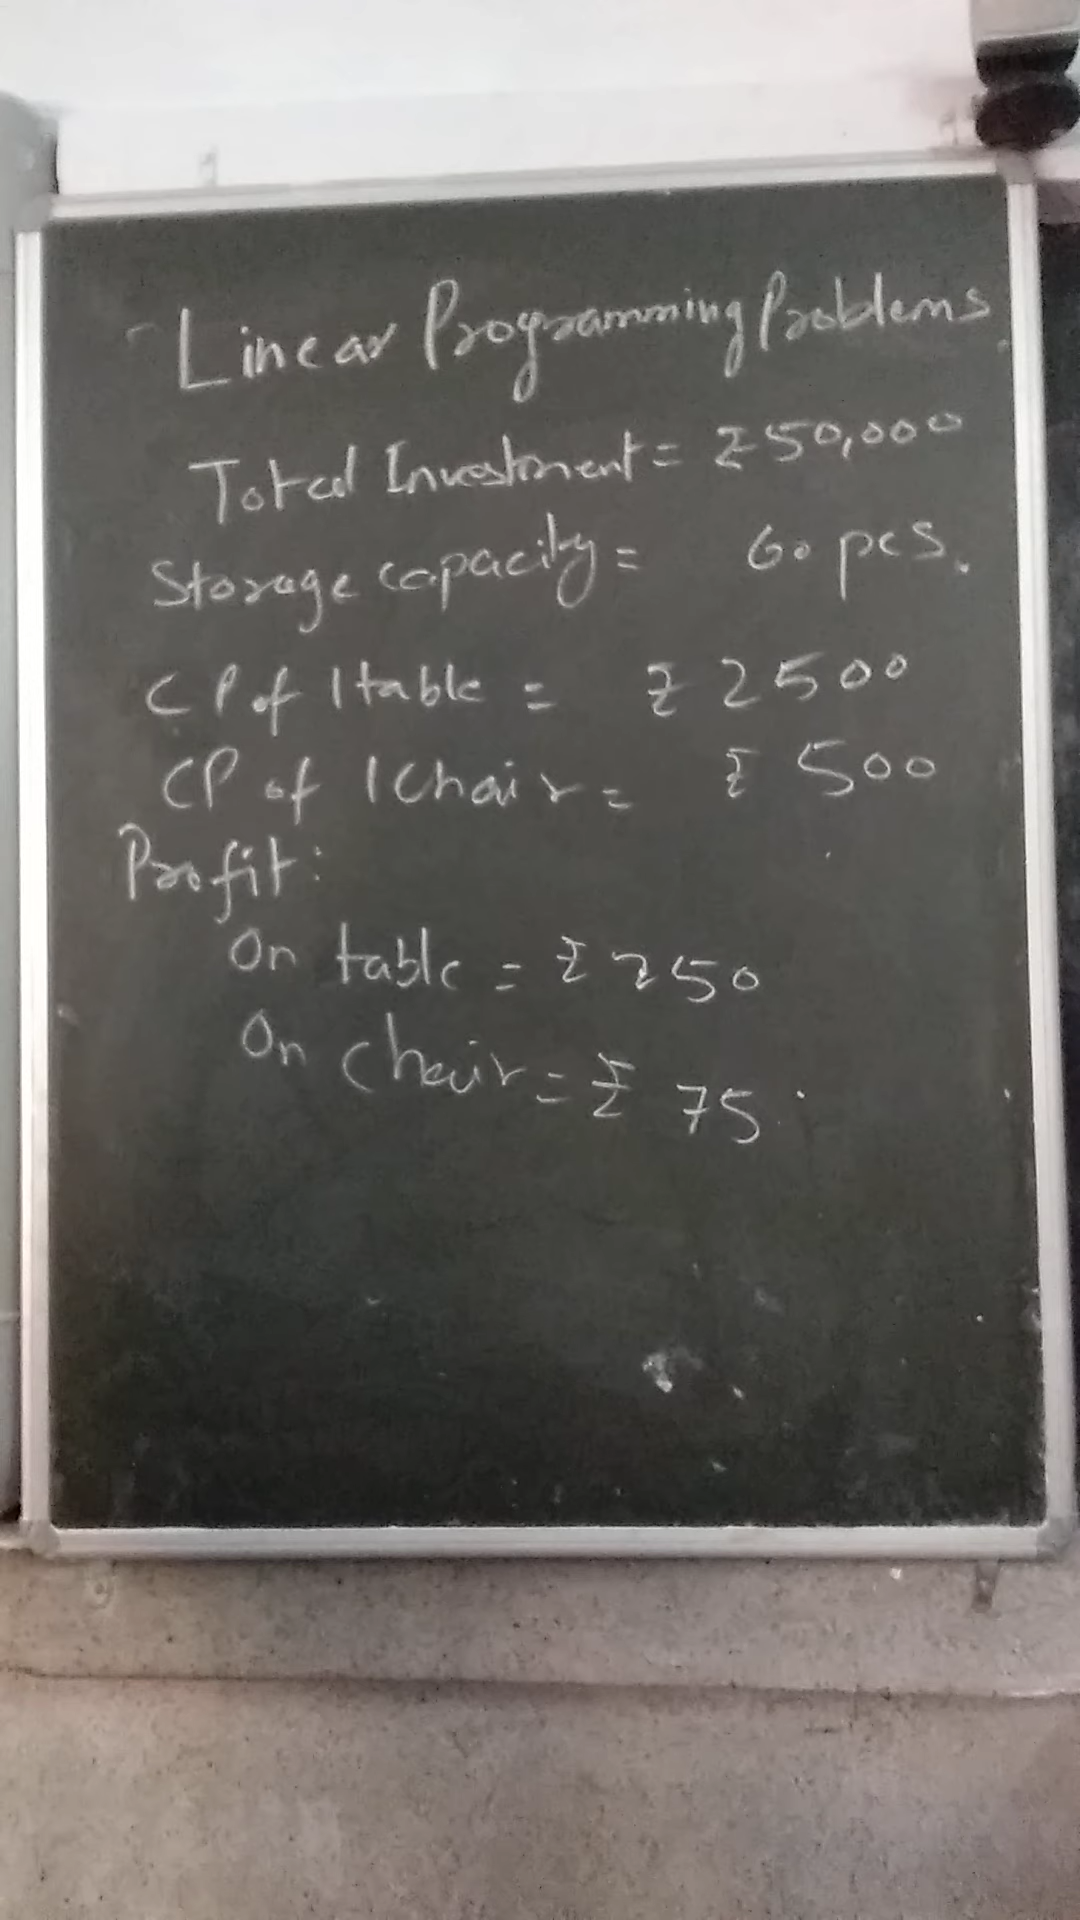 Linear Programming Problems
Total Investment = ₹50,000
Storage capacity = 60 pcs.
CP of 1 table = ₹ 2500
CP of 1 Chair = ₹ 500
Profit:
On table = ₹ 250
On chair = ₹ 75